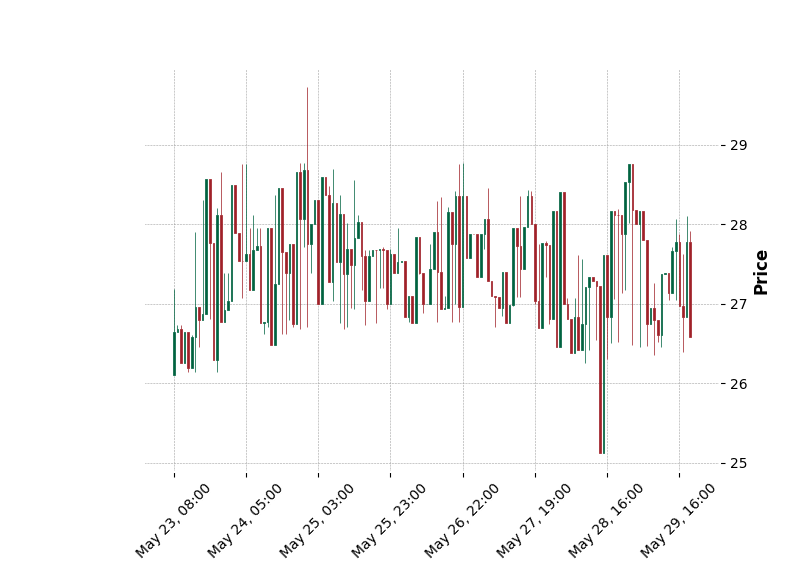 29
28
27
26
25
Price
May 23, 08:00
May 24, 05:00
May 25, 03:00
May 25, 23:00
May 26, 22:00
May 27, 19:00
May 28, 16:00
May 29, 16:00